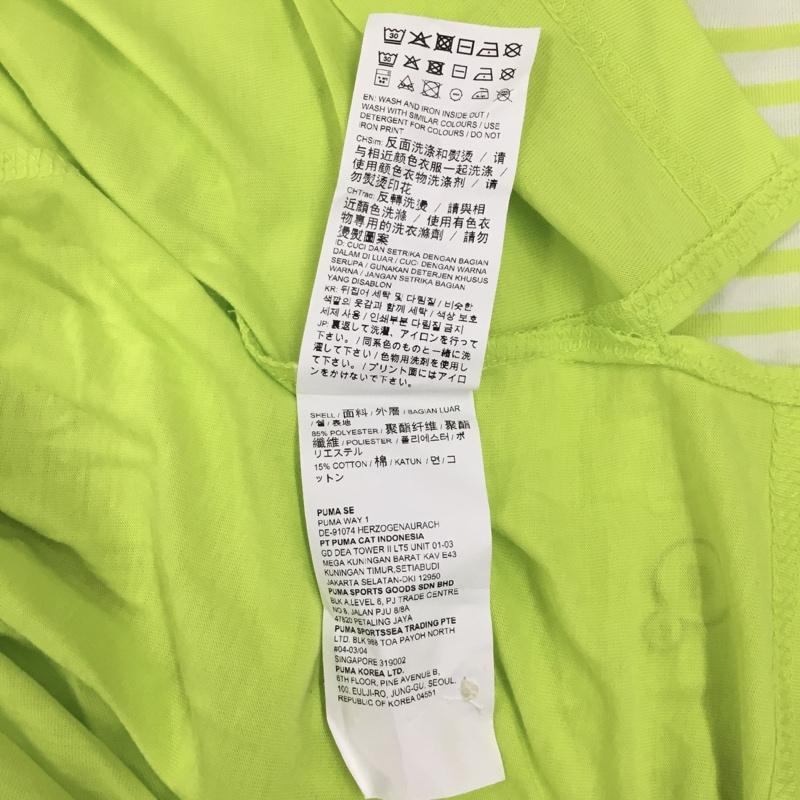 30
30
EN: WASH AND IRON INSIDE OUT /
WASH WITH SIMILAR COLOURS / USE
DETERGENT FOR COLOURS / DO NOT
IRON PRINT
CHSim: 反面洗涤和熨烫 / 请
与相近颜色衣服一起洗涤 /
使用颜色衣物洗涤剂 / 请
勿熨烫印花
CHTrac: 反轉洗燙 / 請與相
近顏色洗滌 / 使用有色衣
物專用的洗衣滌劑 / 請勿
燙熨圖案
ID: CUCI DAN SETRIKA DENGAN BAGIAN
DALAM DI LUAR / CUCI DENGAN WARNA
SERUPA / GUNAKAN DETERJEN KHUSUS
WARNA / JANGAN SETRIKA BAGIAN
YANG DISABLON
KR: 뒤집어 세탁 및 다림질 / 비슷한
색깔의 옷감과 함께 세탁 / 색상 보호
세제 사용 / 인쇄부분 다림질 금지
JP: 裏返して洗濯、アイロンを行って
下さい。 / 同系色のものと一緒に洗
濯して下さい / 色物用洗剤を使用し
て下さい。 / プリント面にはアイロ
ンをかけないで下さい。
SHELL / 面料 / 外層 / BAGIAN LUAR
/ 겉 / 表地
85% POLYESTER / 聚酯纤维 / 聚酯
纖維 / POLIESTER / 폴리에스터 / ポ
リエステル
15% COTTON / 棉 / KATUN / 면 / コ
ットン
PUMA SE
PUMA WAY 1
DE-91074 HERZOGENAURACH
PT PUMA CAT INDONESIA
GD DEA TOWER II LT5 UNIT 01-03
MEGA KUNINGAN BARAT KAV E43
KUNINGAN TIMUR,SETIABUDI
JAKARTA SELATAN-DKI 12950
PUMA SPORTS GOODS SDN BHD
BLK A,LEVEL 6, PJ TRADE CENTRE
NO 8, JALAN PJU 8/8A
47820 PETALING JAYA
PUMA SPORTSSEA TRADING PTE
LTD. BLK 988 TOA PAYOH NORTH
#04-03/04
SINGAPORE 319002
PUMA KOREA LTD.
6TH FLOOR, PINE AVENUE B,
100, EULJI-RO, JUNG-GU, SEOUL,
REPUBLIC OF KOREA 04551